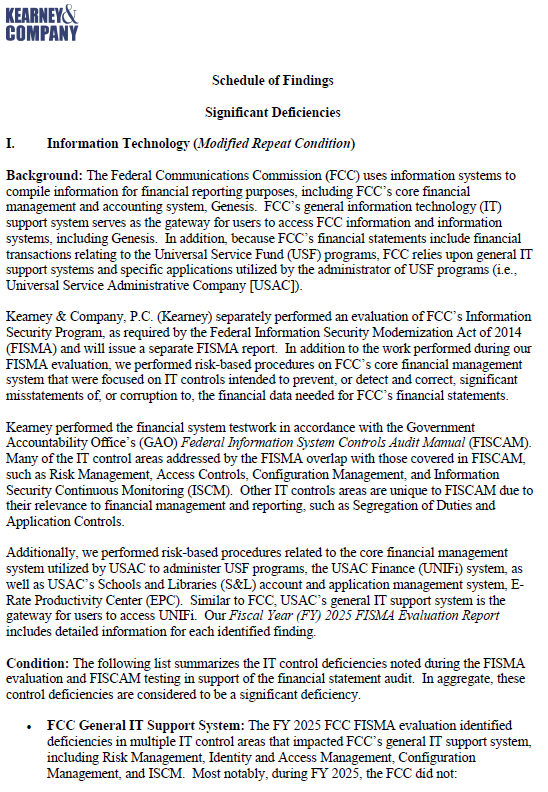 KEARNEY&
COMPANY
Schedule of Findings
Significant Deficiencies
I. Information Technology (Modified Repeat Condition)
Background: The Federal Communications Commission (FCC) uses information systems to
compile information for financial reporting purposes, including FCC’s core financial
management and accounting system, Genesis. FCC’s general information technology (IT)
support system serves as the gateway for users to access FCC information and information
systems, including Genesis. In addition, because FCC’s financial statements include financial
transactions relating to the Universal Service Fund (USF) programs, FCC relies upon general IT
support systems and specific applications utilized by the administrator of USF programs (i.e.,
Universal Service Administrative Company [USAC]).
Kearney & Company, P.C. (Kearney) separately performed an evaluation of FCC’s Information
Security Program, as required by the Federal Information Security Modernization Act of 2014
(FISMA) and will issue a separate FISMA report. In addition to the work performed during our
FISMA evaluation, we performed risk-based procedures on FCC’s core financial management
system that were focused on IT controls intended to prevent, or detect and correct, significant
misstatements of, or corruption to, the financial data needed for FCC’s financial statements.
Kearney performed the financial system testwork in accordance with the Government
Accountability Office’s (GAO) Federal Information System Controls Audit Manual (FISCAM).
Many of the IT control areas addressed by the FISMA overlap with those covered in FISCAM,
such as Risk Management, Access Controls, Configuration Management, and Information
Security Continuous Monitoring (ISCM). Other IT controls areas are unique to FISCAM due to
their relevance to financial management and reporting, such as Segregation of Duties and
Application Controls.
Additionally, we performed risk-based procedures related to the core financial management
system utilized by USAC to administer USF programs, the USAC Finance (UNIFi) system, as
well as USAC’s Schools and Libraries (S&L) account and application management system, E-
Rate Productivity Center (EPC). Similar to FCC, USAC’s general IT support system is the
gateway for users to access UNIFi. Our Fiscal Year (FY) 2025 FISMA Evaluation Report
includes detailed information for each identified finding.
Condition: The following list summarizes the IT control deficiencies noted during the FISMA
evaluation and FISCAM testing in support of the financial statement audit. In aggregate, these
control deficiencies are considered to be a significant deficiency.
• FCC General IT Support System: The FY 2025 FCC FISMA evaluation identified
deficiencies in multiple IT control areas that impacted FCC’s general IT support system,
including Risk Management, Identity and Access Management, Configuration
Management, and ISCM. Most notably, during FY 2025, the FCC did not: